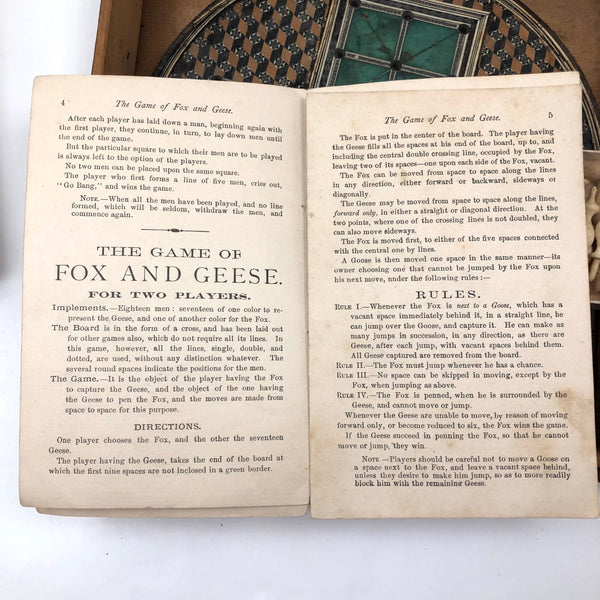 4 The Game of Fox and Geese.
After each player has laid down a man, beginning again with
the first player, they continue, in turn, to lay down men until
the end of the game.
But the particular square to which their men are to be played
is always left to the option of the players.
No two men can be placed upon the same square.
The player who first forms a line of five men, cries out,
"Go Bang," and wins the game.
NOTE.—When all the men have been played, and no line
formed, which will be seldom, withdraw the men, and
commence again.
THE GAME OF
FOX AND GEESE.
FOR TWO PLAYERS.
Implements.—Eighteen men: seventeen of one color to re-
present the Geese, and one of another color for the Fox.
The Board is in the form of a cross, and has been laid out
for other games also, which do not require all its lines. In
this game, however, all the lines, single, double, and
dotted, are used, without any distinction whatever. The
several round spaces indicate the positions for the men.
The Game.—It is the object of the player having the Fox
to capture the Geese, and the object of the one having
the Geese to pen the Fox, and the moves are made from
space to space for this purpose.
DIRECTIONS.
One player chooses the Fox, and the other the seventeen
Geese.
The player having the Geese, takes the end of the board at
which the first nine spaces are not inclosed in a green border.
The Game of Fox and Geese. 5
The Fox is put in the center of the board. The player having
the Geese fills all the spaces at his end of the board, up to, and
including the central double crossing line, occupied by the Fox,
leaving two of its spaces—one upon each side of the Fox, vacant.
The Fox can be moved from space to space along the lines
in any direction, either forward or backward, sideways or
diagonally.
The Geese may be moved from space to space along the lines,
forward only, in either a straight or diagonal direction. At the
two points, where one of the crossing lines is not doubled, they
can also move sideways.
The Fox is moved first, to either of the five spaces connected
with the central one by lines.
A Goose is then moved one space in the same manner—its
owner choosing one that cannot be jumped by the Fox upon
his next move, under the following rules:—
RULES.
RULE I.—Whenever the Fox is next to a Goose, which has a
vacant space immediately behind it, in a straight line, he
can jump over the Goose, and capture it. He can make as
many jumps in succession, in any direction, as there are
Geese, after each jump, with vacant spaces behind them.
All Geese captured are removed from the board.
RULE II.—The Fox must jump whenever he has a chance.
RULE III.—No space can be skipped in moving, except by the
Fox, when jumping as above.
RULE IV.—The Fox is penned, when he is surrounded by the
Geese, and cannot move or jump.
Whenever the Geese are unable to move, by reason of moving
forward only, or become reduced to six, the Fox wins the game.
If the Geese succeed in penning the Fox, so that he cannot
move or jump, they win.
NOTE—Players should be careful not to move a Goose on
a space next to the Fox, and leave a vacant space behind,
unless they desire to make him jump, so as to more readily
block him with the remaining Geese.